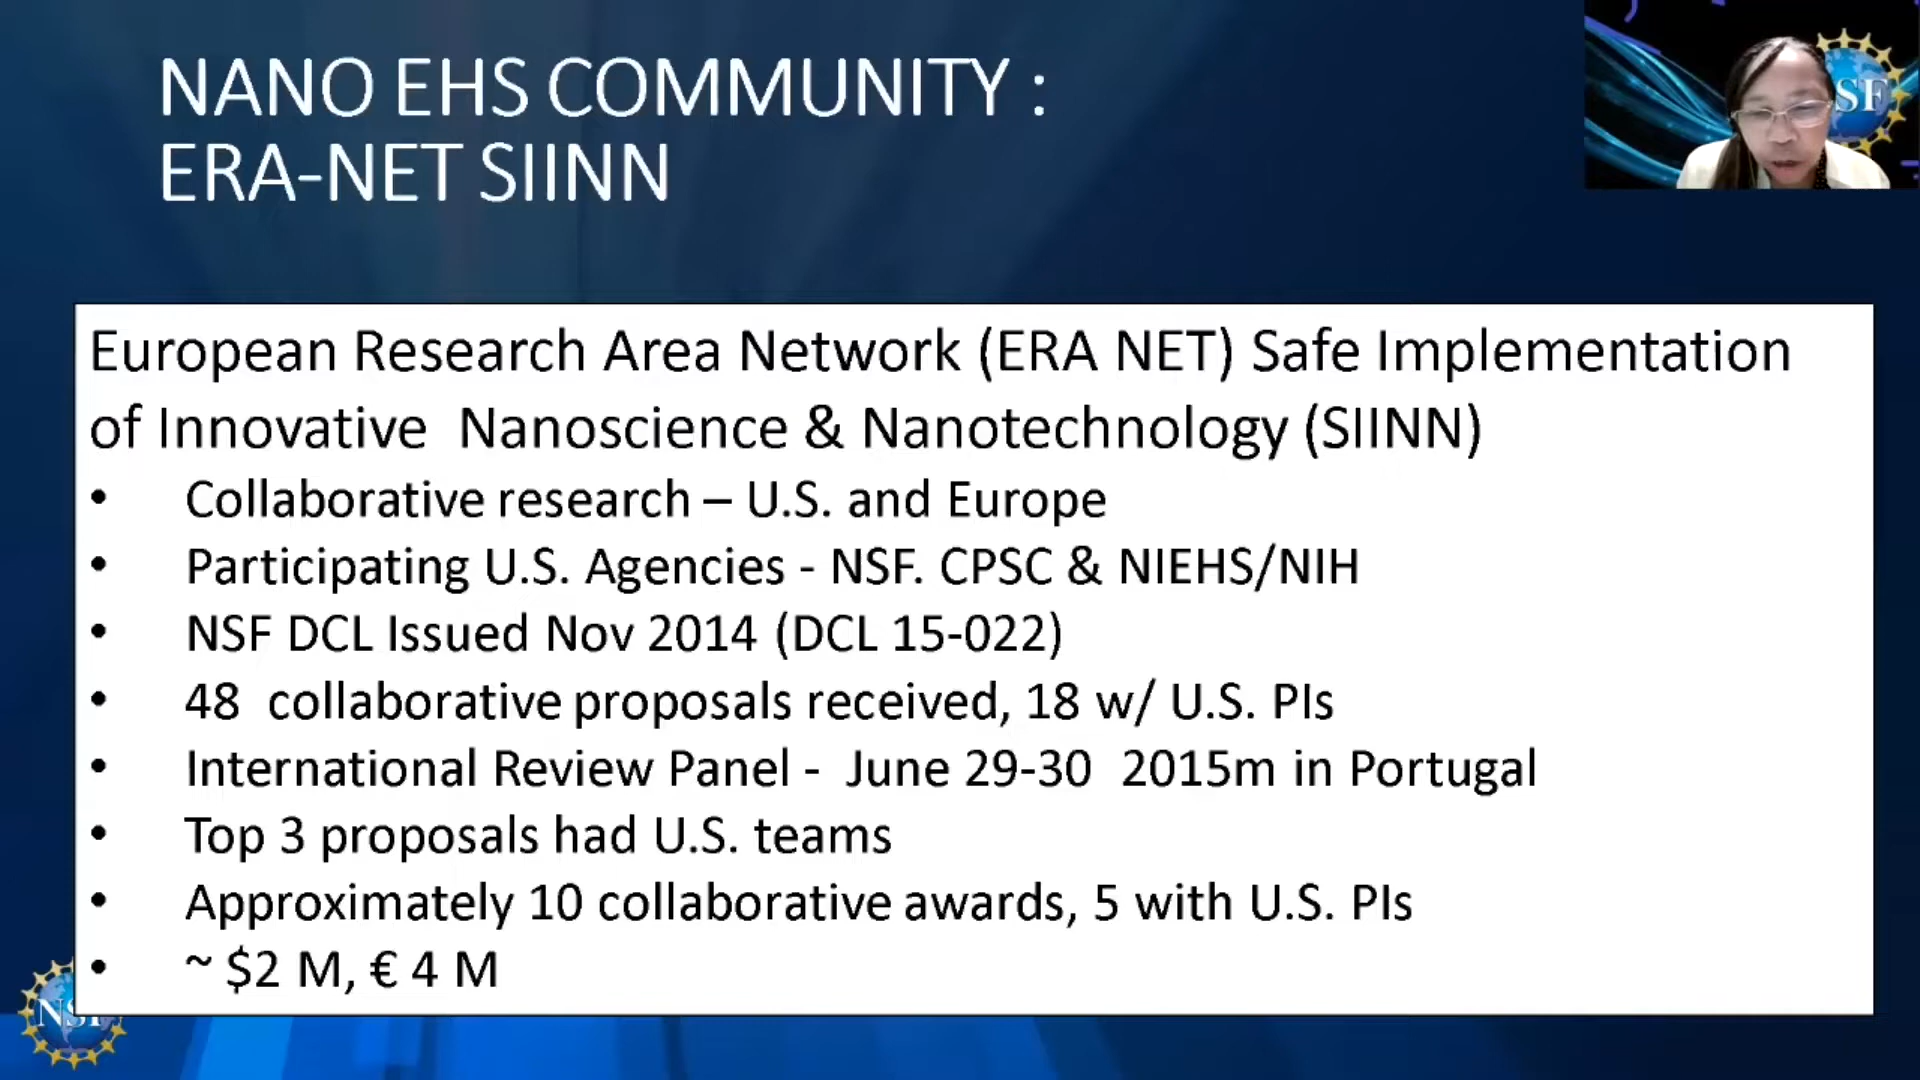 NANO EHS COMMUNITY :
ERA-NET SIINN
SF
European Research Area Network (ERA NET) Safe Implementation
of Innovative  Nanoscience & Nanotechnology (SIINN)
• Collaborative research – U.S. and Europe
• Participating U.S. Agencies - NSF. CPSC & NIEHS/NIH
• NSF DCL Issued Nov 2014 (DCL 15-022)
• 48  collaborative proposals received, 18 w/ U.S. PIs
• International Review Panel -  June 29-30  2015m in Portugal
• Top 3 proposals had U.S. teams
• Approximately 10 collaborative awards, 5 with U.S. PIs
• ~ $2 M, € 4 M
NSF